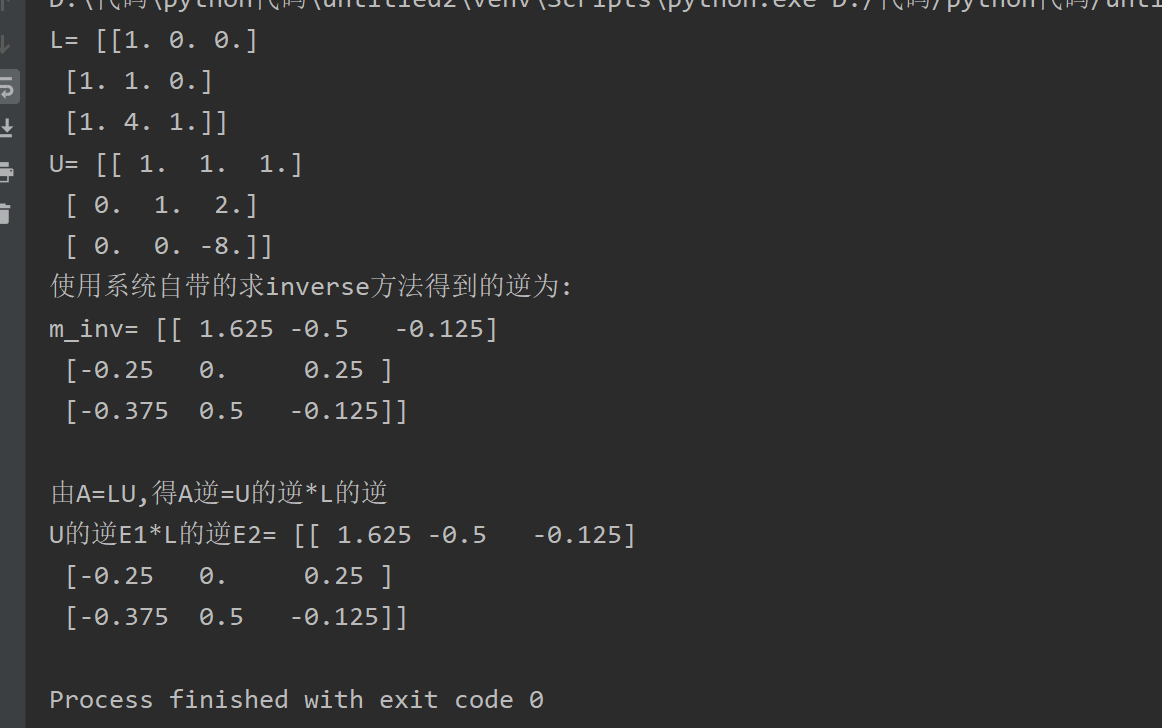 D:\代码\python代码\untitled2\venv\Scripts\python.exe D:/代码/python代码/unti
L= [[1. 0. 0.]
 [1. 1. 0.]
 [1. 4. 1.]]
U= [[ 1.  1.  1.]
 [ 0.  1.  2.]
 [ 0.  0. -8.]]
使用系统自带的求inverse方法得到的逆为:
m_inv= [[ 1.625 -0.5   -0.125]
 [-0.25   0.     0.25 ]
 [-0.375  0.5   -0.125]]
由A=LU,得A逆=U的逆*L的逆
U的逆E1*L的逆E2= [[ 1.625 -0.5   -0.125]
 [-0.25   0.     0.25 ]
 [-0.375  0.5   -0.125]]
Process finished with exit code 0